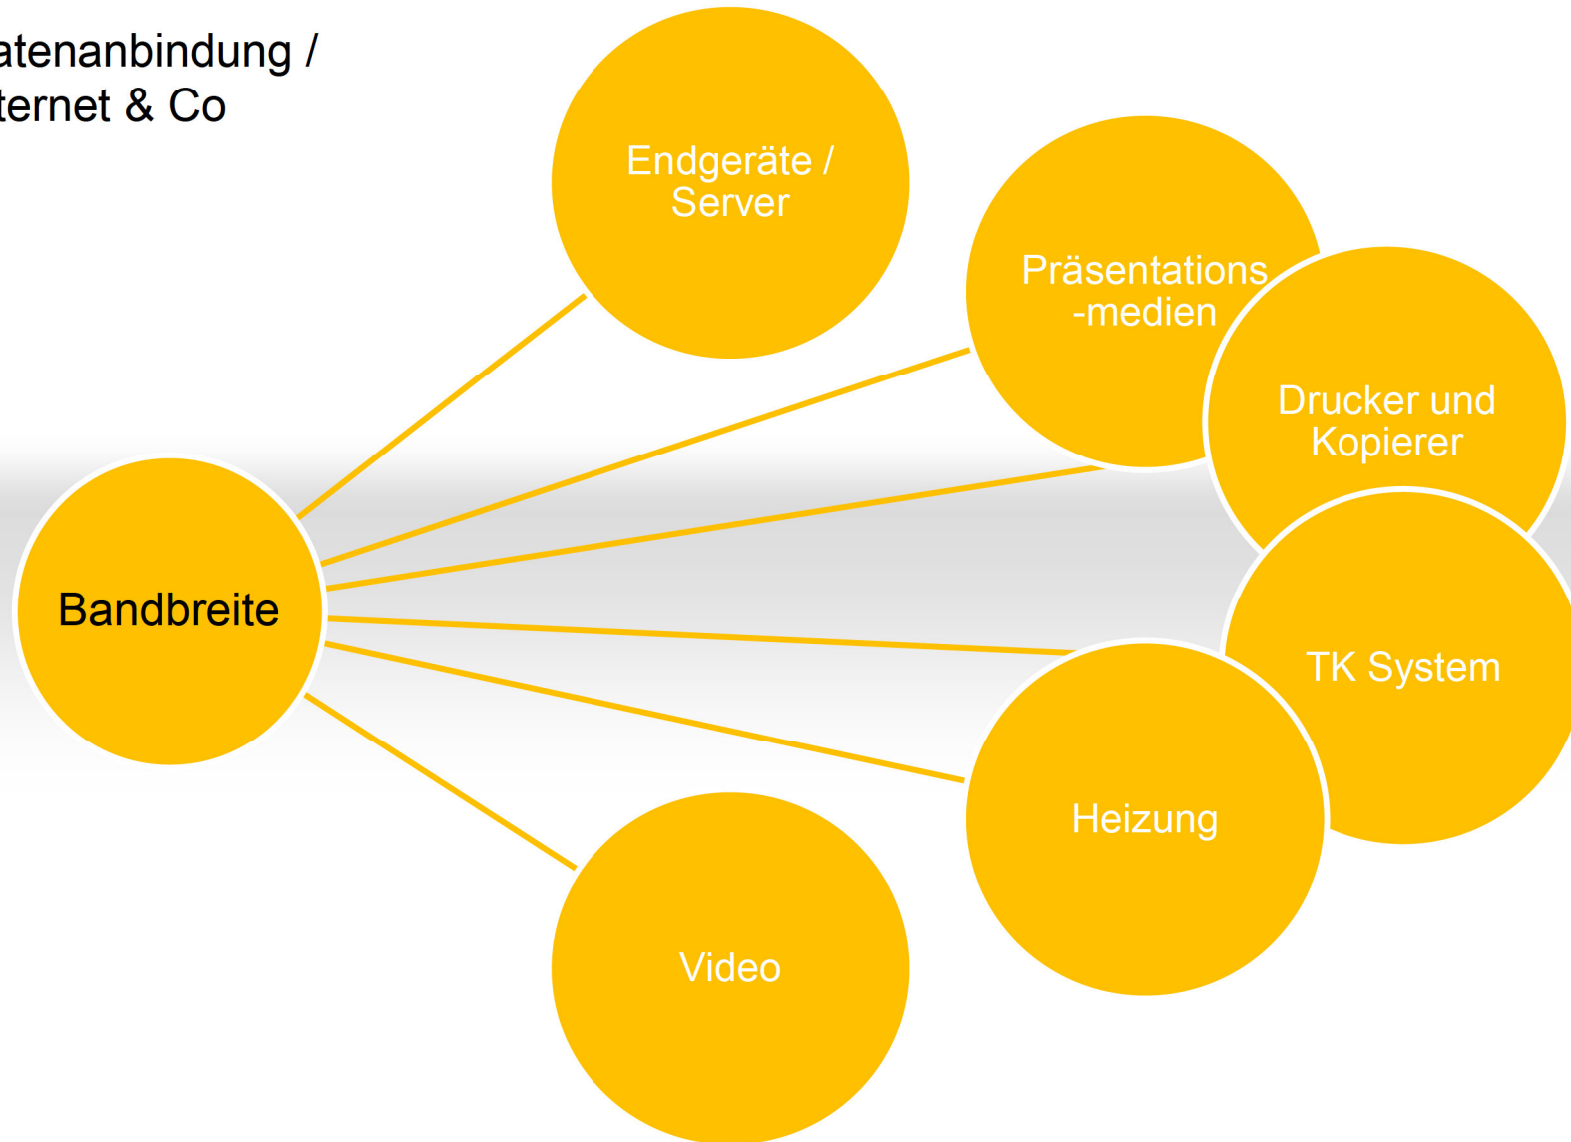 atenanbindung /
ternet & Co
Endgeräte /
Server
Präsentations
-medien
Drucker und
Kopierer
Bandbreite
TK System
Heizung
Video